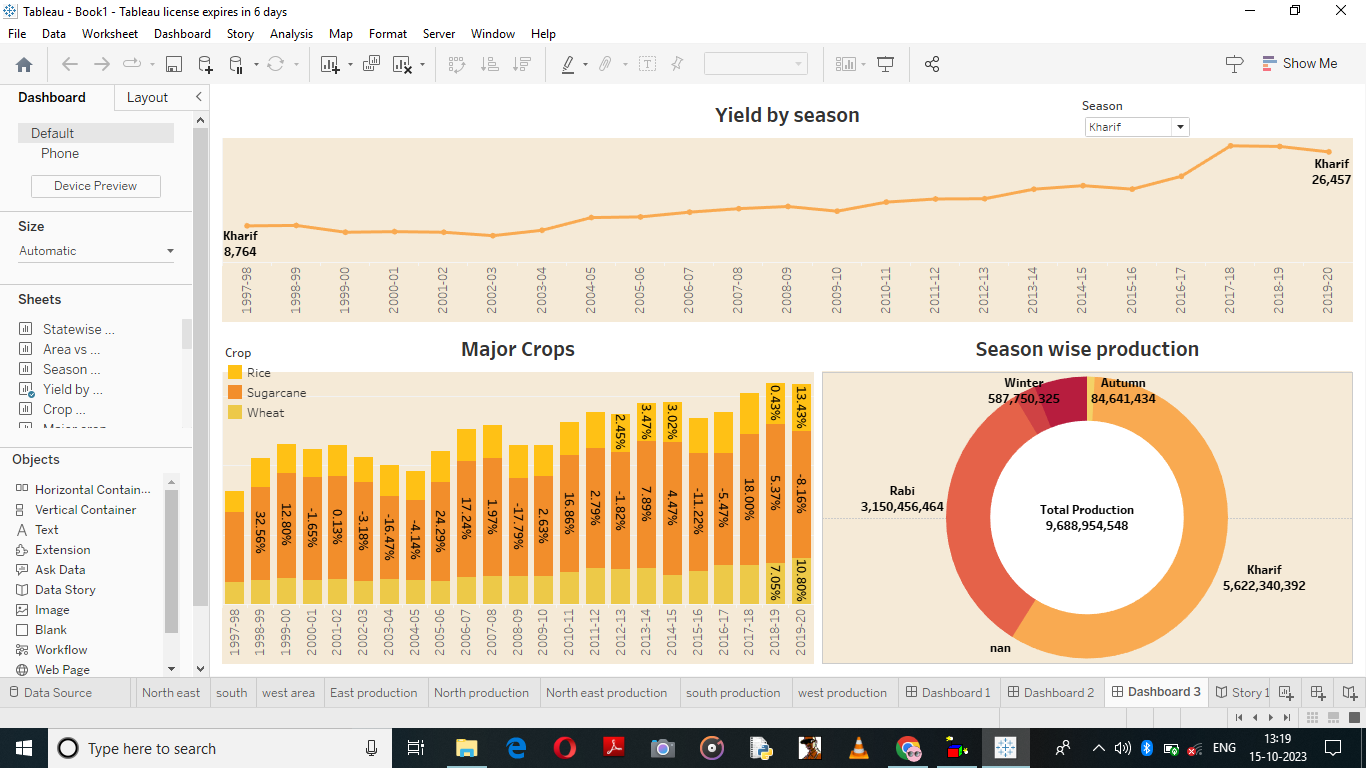 Tableau - Book1 - Tableau license expires in 6 days
File Data Worksheet Dashboard Story Analysis Map Format Server Window Help
Show Me
Dashboard Layout
Default
Phone
Device Preview
Size
Automatic
Sheets
Statewise ...
Area vs ...
Season ...
Yield by ...
Crop ...
Objects
Horizontal Contain...
Vertical Container
Text
Extension
Ask Data
Data Story
Image
Blank
Workflow
Web Page
Yield by season
Season
Kharif
Kharif
8,764
Kharif
26,457
1997-98 1998-99 1999-00 2000-01 2001-02 2002-03 2003-04 2004-05 2005-06 2006-07 2007-08 2008-09 2009-10 2010-11 2011-12 2012-13 2013-14 2014-15 2015-16 2016-17 2017-18 2018-19 2019-20
Major Crops
Crop
Rice
Sugarcane
Wheat
2.45% 3.47% 3.02% 0.43% 13.43%
32.56% 12.80% -1.65% 0.13% -3.18% -16.47% -4.14% 24.29% 17.24% 1.97% -17.79% 2.63% 16.86% 2.79% -1.82% 7.89% 4.47% -11.22% -5.47% 18.00% 5.37% -8.16%
7.05% 10.80%
1997-98 1998-99 1999-00 2000-01 2001-02 2002-03 2003-04 2004-05 2005-06 2006-07 2007-08 2008-09 2009-10 2010-11 2011-12 2012-13 2013-14 2014-15 2015-16 2016-17 2017-18 2018-19 2019-20
Season wise production
Winter
587,750,325
Autumn
84,641,434
Rabi
3,150,456,464
Total Production
9,688,954,548
Kharif
5,622,340,392
nan
Data Source North east south west area East production North production North east production south production west production Dashboard 1 Dashboard 2 Dashboard 3 Story 1
Type here to search
ENG
13:19
15-10-2023